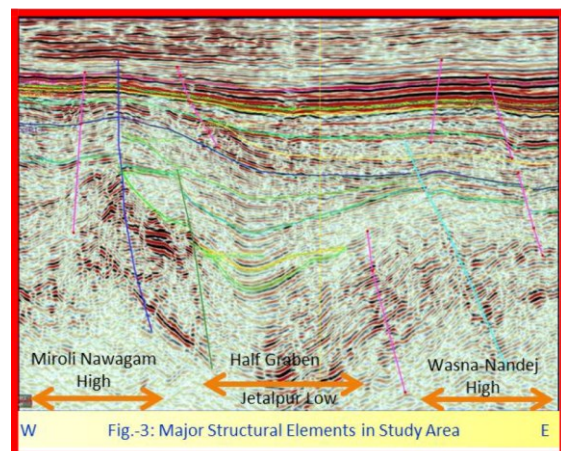 Miroli Nawagam
High
Half Graben
Jetalpur Low
Wasna-Nandej
High
W
Fig.-3: Major Structural Elements in Study Area
E